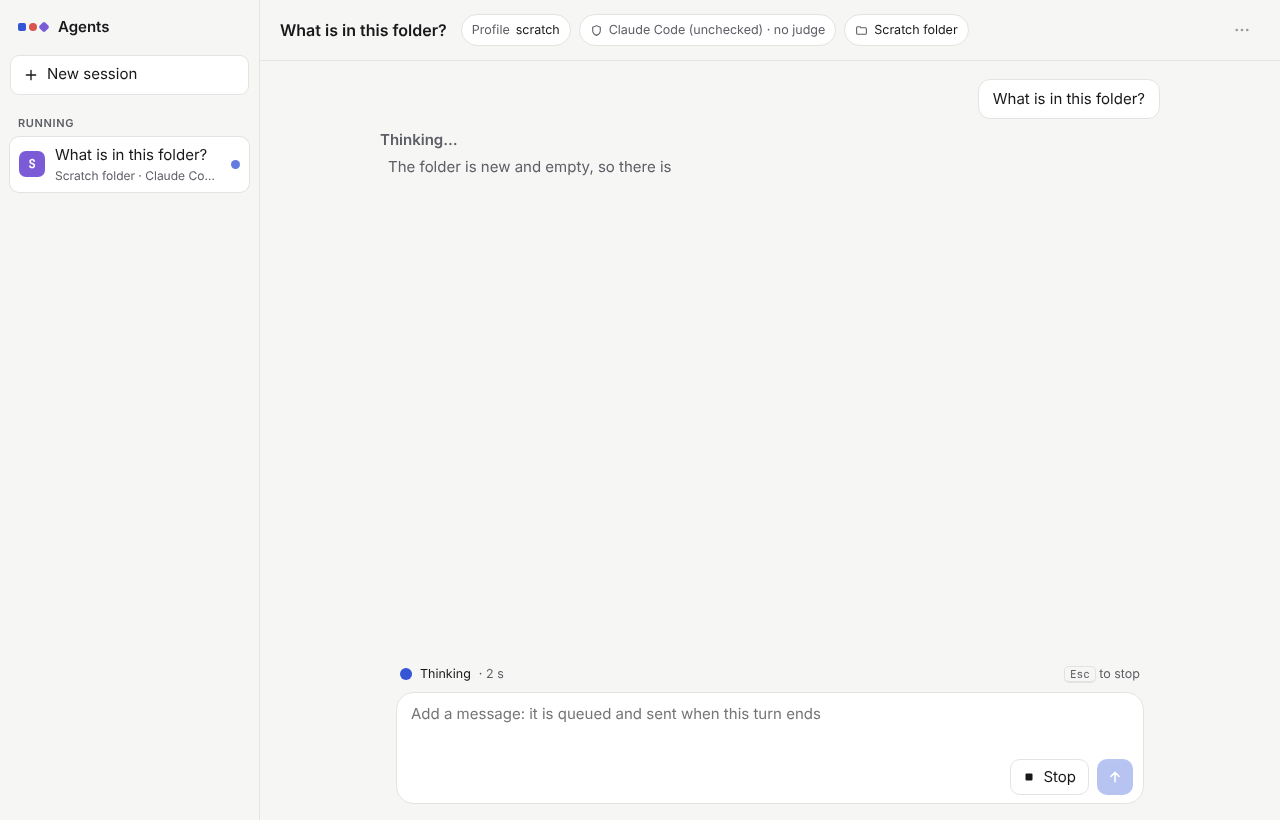 Agents
New session
RUNNING
S
What is in this folder?
Scratch folder · Claude Co...
What is in this folder?
Profile scratch
Claude Code (unchecked) · no judge
Scratch folder
What is in this folder?
Thinking...
The folder is new and empty, so there is
Thinking · 2 s
Esc to stop
Add a message: it is queued and sent when this turn ends
Stop